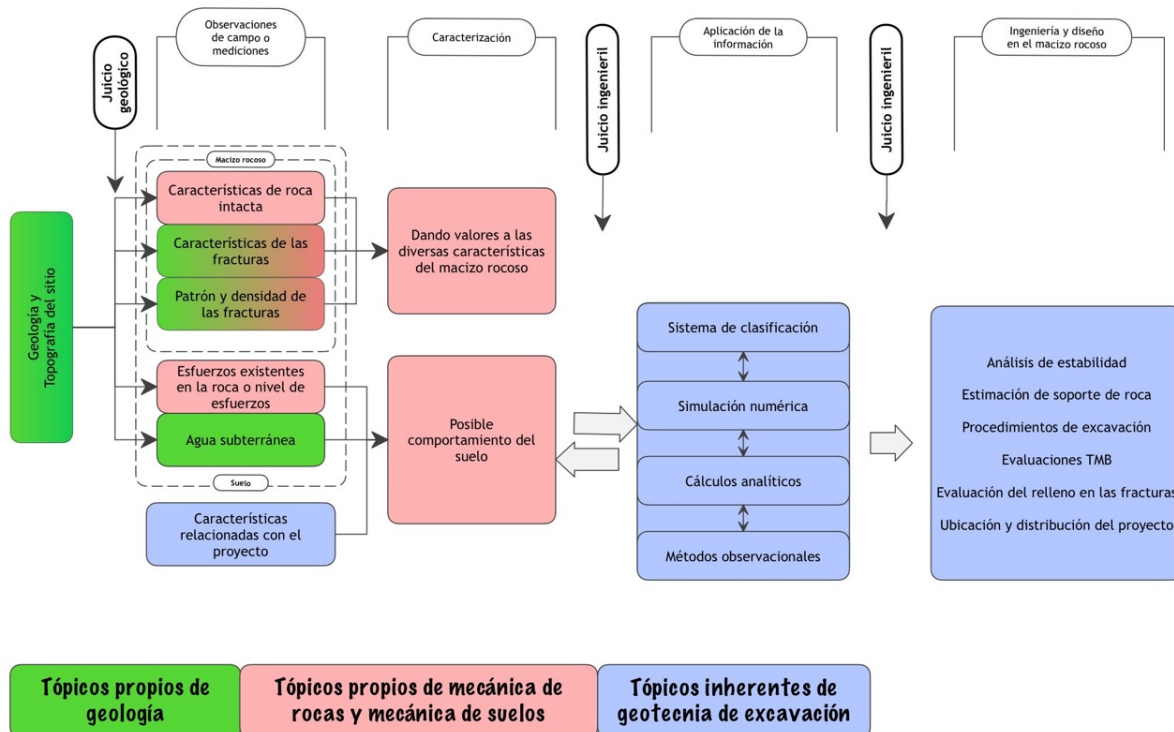 Observaciones
de campo o
mediciones
Caracterización
Aplicación de la
información
Ingeniería y diseño
en el macizo rocoso
Juicio
geológico
Juicio ingenieril
Juicio ingenieril
Macizo rocoso
Características de roca
intacta
Características de las
fracturas
Patrón y densidad de
las fracturas
Geología y
Topografía del sitio
Esfuerzos existentes
en la roca o nivel de
esfuerzos
Agua subterránea
Suelo
Características
relacionadas con el
proyecto
Dando valores a las
diversas características
del macizo rocoso
Posible
comportamiento del
suelo
Sistema de clasificación
Simulación numérica
Cálculos analíticos
Métodos observacionales
Análisis de estabilidad
Estimación de soporte de roca
Procedimientos de excavación
Evaluaciones TMB
Evaluación del relleno en las fracturas
Ubicación y distribución del proyecto
Tópicos propios de
geología
Tópicos propios de mecánica de
rocas y mecánica de suelos
Tópicos inherentes de
geotecnia de excavación